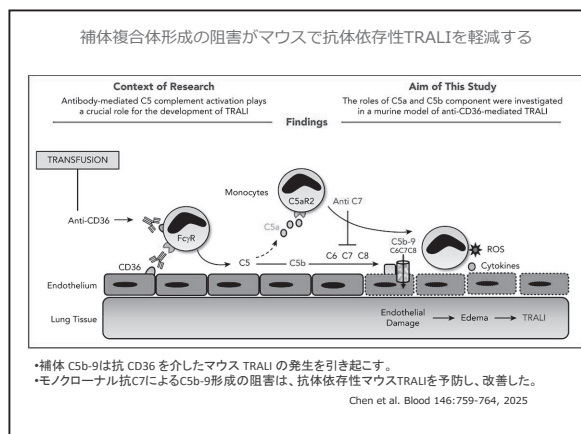 補体複合体形成の阻害がマウスで抗体依存性TRALIを軽減する
Context of Research
Antibody-mediated C5 complement activation plays
a crucial role for the development of TRALI
Aim of This Study
The roles of C5a and C5b component were investigated
in a murine model of anti-CD36-mediated TRALI
Findings
TRANSFUSION
Monocytes
C5aR2
Anti C7
Anti-CD36
FcγR
C5a
C5b-9
C6C7C8
ROS
CD36
C5
C5b
C6 C7 C8
Cytokines
Endothelium
Lung Tissue
Endothelial
Damage
Edema
TRALI
•補体 C5b-9は抗 CD36 を介したマウス TRALI の発生を引き起こす。
•モノクローナル抗C7によるC5b-9形成の阻害は、抗体依存性マウスTRALIを予防し、改善した。
Chen et al. Blood 146:759-764, 2025